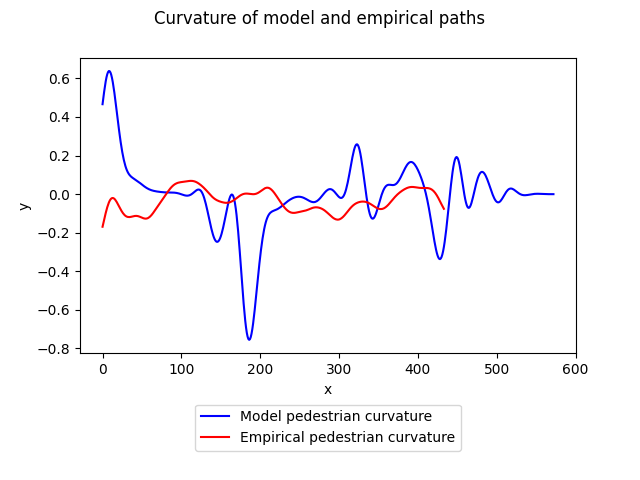 Curvature of model and empirical paths
0.6
0.4
0.2
0.0
−0.2
−0.4
−0.6
−0.8
y
0 100 200 300 400 500 600
x
Model pedestrian curvature
Empirical pedestrian curvature